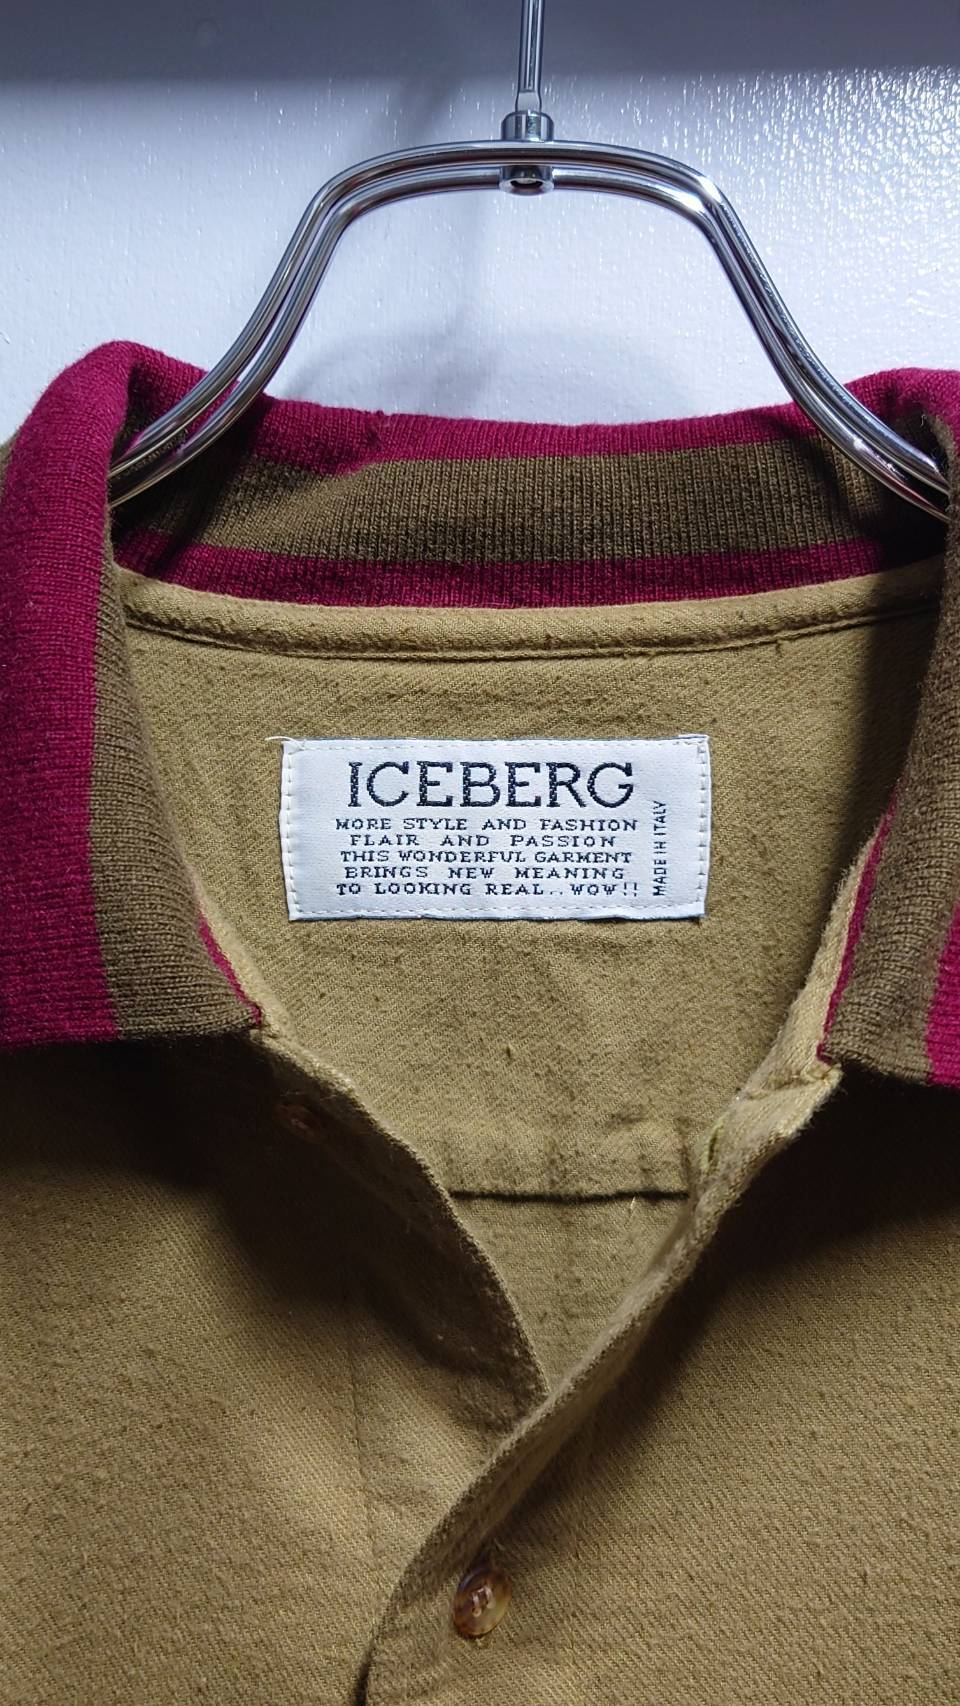 ICEBERG
MORE STYLE AND FASHION
FLAIR AND PASSION
THIS WONDERFUL GARMENT
BRINGS NEW MEANING
TO LOOKING REAL..WOW!!
MADE IN ITALY